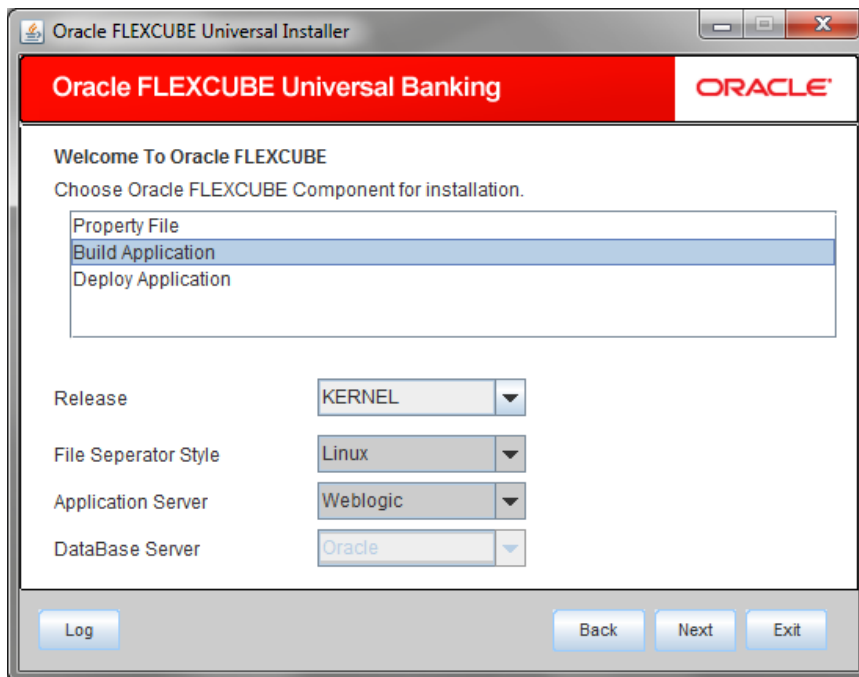 Oracle FLEXCUBE Universal Installer
Oracle FLEXCUBE Universal Banking
ORACLE'
Welcome To Oracle FLEXCUBE
Choose Oracle FLEXCUBE Component for installation.
Property File
Build Application
Deploy Application
Release KERNEL
File Seperator Style Linux
Application Server Weblogic
DataBase Server Oracle
Log Back Next Exit